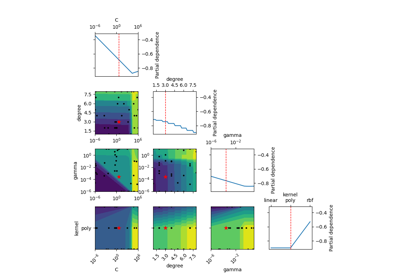 C
10⁻⁶ 10⁰ 10⁶
−0.4
−0.6
−0.8
Partial dependence
degree
1.5 3.0 4.5 6.0 7.5
7.5
6.0
4.5
3.0
1.5
degree
−0.4
−0.6
−0.8
Partial dependence
gamma
10⁻⁶ 10⁻²
10⁰
10⁻²
10⁻⁴
10⁻⁶
gamma
−0.4
−0.6
−0.8
Partial dependence
kernel
linear poly rbf
kernel
poly
−0.4
−0.6
−0.8
Partial dependence
10⁻⁶ 10⁰ 10⁶
C
1.5 3.0 4.5 6.0 7.5
degree
10⁻⁶ 10⁻²
gamma